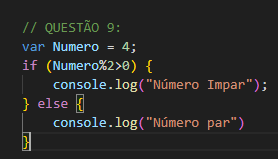 // QUESTÃO 9:
var Numero = 4;
if (Numero%2>0) {
    console.log("Número Impar");
} else {
    console.log("Número par")
}